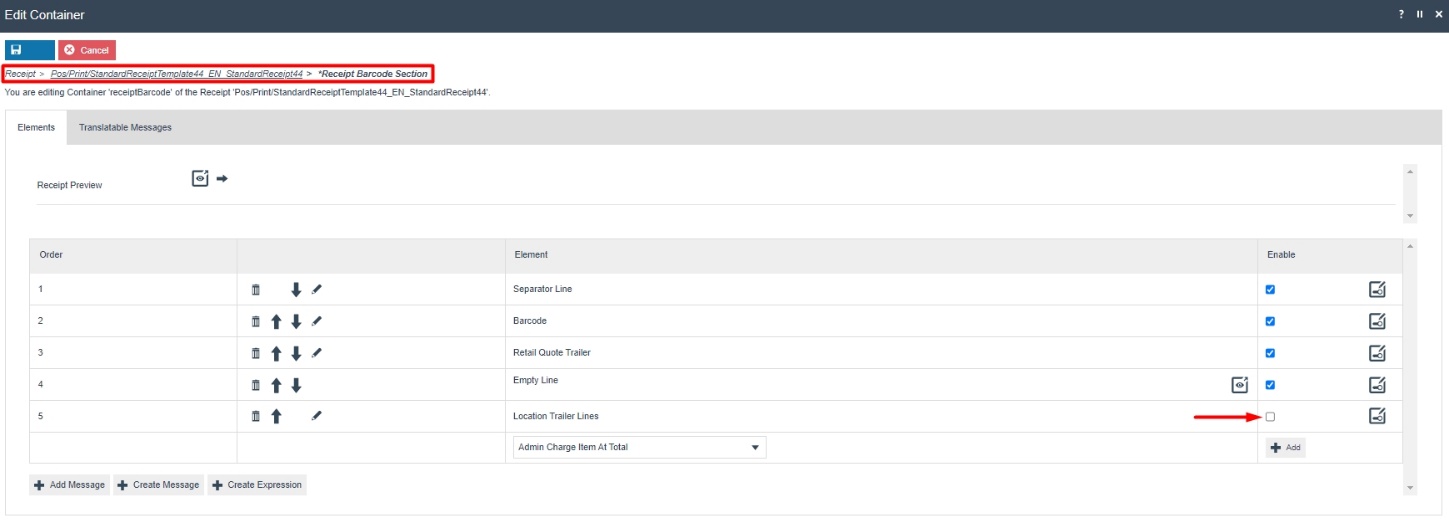 Edit Container
? II ✕
Cancel
Receipt > Pos/Print/StandardReceiptTemplate44_EN_StandardReceipt44 > *Receipt Barcode Section
You are editing Container 'receiptBarcode' of the Receipt 'Pos/Print/StandardReceiptTemplate44_EN_StandardReceipt44'.
Elements Translatable Messages
Receipt Preview
Order Element Enable
1 Separator Line
2 Barcode
3 Retail Quote Trailer
4 Empty Line
5 Location Trailer Lines
Admin Charge Item At Total Add
Add Message Create Message Create Expression